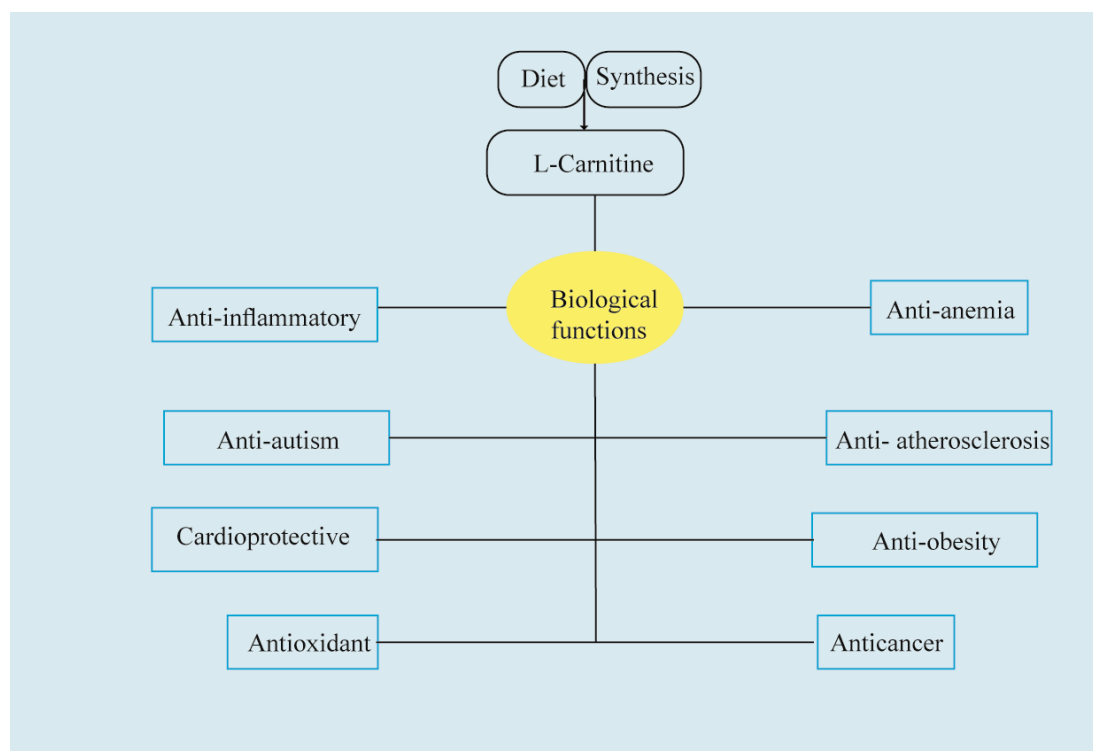 Diet
Synthesis
L-Carnitine
Biological
functions
Anti-inflammatory
Anti-anemia
Anti-autism
Anti- atherosclerosis
Cardioprotective
Anti-obesity
Antioxidant
Anticancer